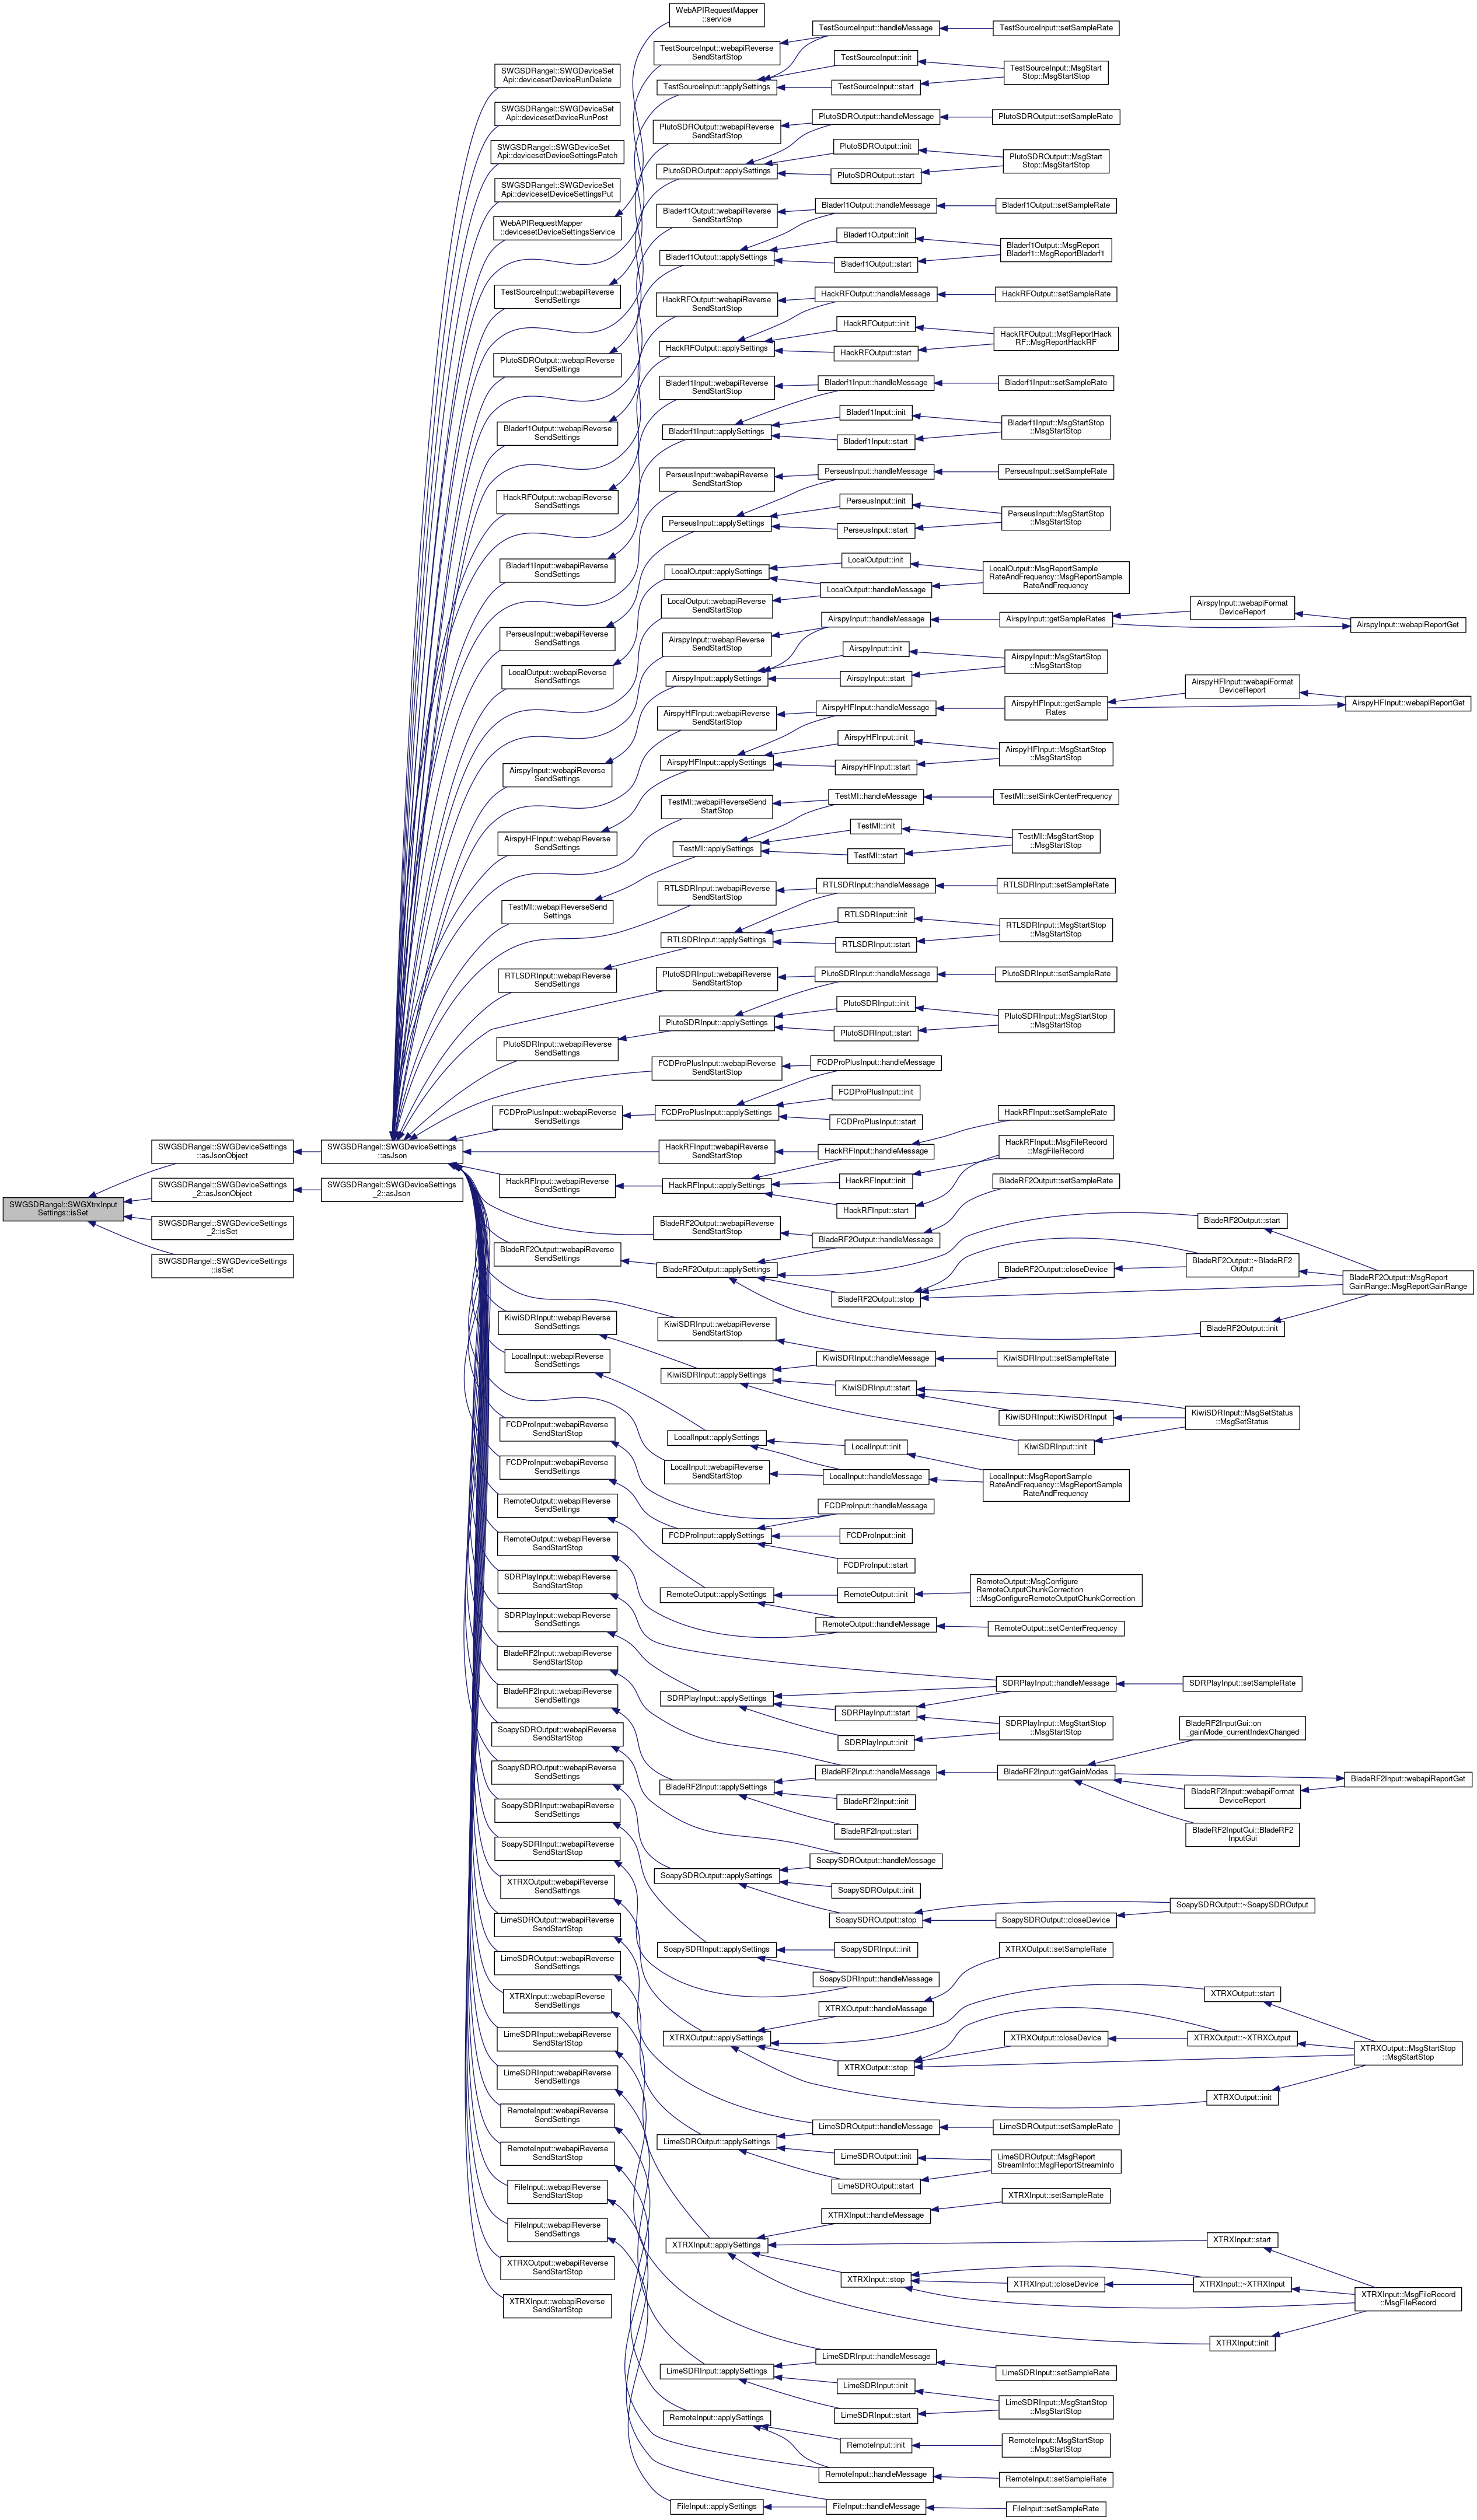 SWGSDRangel::SWGXtrxInput
Settings::isSet
SWGSDRangel::SWGDeviceSettings
::asJsonObject
SWGSDRangel::SWGDeviceSettings
_2::asJsonObject
SWGSDRangel::SWGDeviceSettings
_2::isSet
SWGSDRangel::SWGDeviceSettings
::isSet
SWGSDRangel::SWGDeviceSettings
::asJson
SWGSDRangel::SWGDeviceSettings
_2::asJson
SWGSDRangel::SWGDeviceSet
Api::devicesetDeviceRunDelete
SWGSDRangel::SWGDeviceSet
Api::devicesetDeviceRunPost
SWGSDRangel::SWGDeviceSet
Api::devicesetDeviceSettingsPatch
SWGSDRangel::SWGDeviceSet
Api::devicesetDeviceSettingsPut
WebAPIRequestMapper
::devicesetDeviceSettingsService
TestSourceInput::webapiReverse
SendSettings
PlutoSDROutput::webapiReverse
SendSettings
Bladerf1Output::webapiReverse
SendSettings
HackRFOutput::webapiReverse
SendSettings
Bladerf1Input::webapiReverse
SendSettings
PerseusInput::webapiReverse
SendSettings
LocalOutput::webapiReverse
SendSettings
AirspyInput::webapiReverse
SendSettings
AirspyHFInput::webapiReverse
SendSettings
TestMI::webapiReverseSend
Settings
RTLSDRInput::webapiReverse
SendSettings
PlutoSDRInput::webapiReverse
SendSettings
FCDProPlusInput::webapiReverse
SendSettings
HackRFInput::webapiReverse
SendSettings
BladeRF2Output::webapiReverse
SendSettings
KiwiSDRInput::webapiReverse
SendSettings
LocalInput::webapiReverse
SendSettings
FCDProInput::webapiReverse
SendStartStop
FCDProInput::webapiReverse
SendSettings
RemoteOutput::webapiReverse
SendSettings
RemoteOutput::webapiReverse
SendStartStop
SDRPlayInput::webapiReverse
SendStartStop
SDRPlayInput::webapiReverse
SendSettings
BladeRF2Input::webapiReverse
SendStartStop
BladeRF2Input::webapiReverse
SendSettings
SoapySDROutput::webapiReverse
SendStartStop
SoapySDROutput::webapiReverse
SendSettings
SoapySDRInput::webapiReverse
SendSettings
SoapySDRInput::webapiReverse
SendStartStop
XTRXOutput::webapiReverse
SendSettings
LimeSDROutput::webapiReverse
SendStartStop
LimeSDROutput::webapiReverse
SendSettings
XTRXInput::webapiReverse
SendSettings
LimeSDRInput::webapiReverse
SendStartStop
LimeSDRInput::webapiReverse
SendSettings
RemoteInput::webapiReverse
SendSettings
RemoteInput::webapiReverse
SendStartStop
FileInput::webapiReverse
SendStartStop
FileInput::webapiReverse
SendSettings
XTRXOutput::webapiReverse
SendStartStop
XTRXInput::webapiReverse
SendStartStop
WebAPIRequestMapper
::service
TestSourceInput::webapiReverse
SendStartStop
TestSourceInput::applySettings
PlutoSDROutput::webapiReverse
SendStartStop
PlutoSDROutput::applySettings
Bladerf1Output::webapiReverse
SendStartStop
Bladerf1Output::applySettings
HackRFOutput::webapiReverse
SendStartStop
HackRFOutput::applySettings
Bladerf1Input::webapiReverse
SendStartStop
Bladerf1Input::applySettings
PerseusInput::webapiReverse
SendStartStop
PerseusInput::applySettings
LocalOutput::applySettings
LocalOutput::webapiReverse
SendStartStop
AirspyInput::webapiReverse
SendStartStop
AirspyInput::applySettings
AirspyHFInput::webapiReverse
SendStartStop
AirspyHFInput::applySettings
TestMI::webapiReverseSend
StartStop
TestMI::applySettings
RTLSDRInput::webapiReverse
SendStartStop
RTLSDRInput::applySettings
PlutoSDRInput::webapiReverse
SendStartStop
PlutoSDRInput::applySettings
FCDProPlusInput::webapiReverse
SendStartStop
FCDProPlusInput::applySettings
HackRFInput::webapiReverse
SendStartStop
HackRFInput::applySettings
BladeRF2Output::webapiReverse
SendStartStop
BladeRF2Output::applySettings
KiwiSDRInput::webapiReverse
SendStartStop
KiwiSDRInput::applySettings
LocalInput::applySettings
LocalInput::webapiReverse
SendStartStop
FCDProInput::applySettings
RemoteOutput::applySettings
SDRPlayInput::applySettings
BladeRF2Input::applySettings
SoapySDROutput::applySettings
SoapySDRInput::applySettings
XTRXOutput::applySettings
LimeSDROutput::applySettings
XTRXInput::applySettings
LimeSDRInput::applySettings
RemoteInput::applySettings
FileInput::applySettings
TestSourceInput::handleMessage
TestSourceInput::init
TestSourceInput::start
PlutoSDROutput::handleMessage
PlutoSDROutput::init
PlutoSDROutput::start
Bladerf1Output::handleMessage
Bladerf1Output::init
Bladerf1Output::start
HackRFOutput::handleMessage
HackRFOutput::init
HackRFOutput::start
Bladerf1Input::handleMessage
Bladerf1Input::init
Bladerf1Input::start
PerseusInput::handleMessage
PerseusInput::init
PerseusInput::start
LocalOutput::init
LocalOutput::handleMessage
AirspyInput::handleMessage
AirspyInput::init
AirspyInput::start
AirspyHFInput::handleMessage
AirspyHFInput::init
AirspyHFInput::start
TestMI::handleMessage
TestMI::init
TestMI::start
RTLSDRInput::handleMessage
RTLSDRInput::init
RTLSDRInput::start
PlutoSDRInput::handleMessage
PlutoSDRInput::init
PlutoSDRInput::start
FCDProPlusInput::handleMessage
FCDProPlusInput::init
FCDProPlusInput::start
HackRFInput::handleMessage
HackRFInput::init
HackRFInput::start
BladeRF2Output::handleMessage
BladeRF2Output::stop
KiwiSDRInput::handleMessage
KiwiSDRInput::start
LocalInput::init
LocalInput::handleMessage
FCDProInput::handleMessage
FCDProInput::init
FCDProInput::start
RemoteOutput::init
RemoteOutput::handleMessage
SDRPlayInput::start
SDRPlayInput::init
BladeRF2Input::handleMessage
BladeRF2Input::init
BladeRF2Input::start
SoapySDROutput::handleMessage
SoapySDROutput::init
SoapySDROutput::stop
SoapySDRInput::init
SoapySDRInput::handleMessage
XTRXOutput::handleMessage
XTRXOutput::stop
LimeSDROutput::handleMessage
LimeSDROutput::init
LimeSDROutput::start
XTRXInput::handleMessage
XTRXInput::stop
LimeSDRInput::handleMessage
LimeSDRInput::init
LimeSDRInput::start
RemoteInput::init
RemoteInput::handleMessage
FileInput::handleMessage
TestSourceInput::setSampleRate
TestSourceInput::MsgStart
Stop::MsgStartStop
PlutoSDROutput::setSampleRate
PlutoSDROutput::MsgStart
Stop::MsgStartStop
Bladerf1Output::setSampleRate
Bladerf1Output::MsgReport
Bladerf1::MsgReportBladerf1
HackRFOutput::setSampleRate
HackRFOutput::MsgReportHack
RF::MsgReportHackRF
Bladerf1Input::setSampleRate
Bladerf1Input::MsgStartStop
::MsgStartStop
PerseusInput::setSampleRate
PerseusInput::MsgStartStop
::MsgStartStop
LocalOutput::MsgReportSample
RateAndFrequency::MsgReportSample
RateAndFrequency
AirspyInput::getSampleRates
AirspyInput::MsgStartStop
::MsgStartStop
AirspyHFInput::getSample
Rates
AirspyHFInput::MsgStartStop
::MsgStartStop
TestMI::setSinkCenterFrequency
TestMI::MsgStartStop
::MsgStartStop
RTLSDRInput::setSampleRate
RTLSDRInput::MsgStartStop
::MsgStartStop
PlutoSDRInput::setSampleRate
PlutoSDRInput::MsgStartStop
::MsgStartStop
HackRFInput::setSampleRate
HackRFInput::MsgFileRecord
::MsgFileRecord
BladeRF2Output::setSampleRate
BladeRF2Output::closeDevice
KiwiSDRInput::setSampleRate
KiwiSDRInput::KiwiSDRInput
KiwiSDRInput::init
LocalInput::MsgReportSample
RateAndFrequency::MsgReportSample
RateAndFrequency
RemoteOutput::MsgConfigure
RemoteOutputChunkCorrection
::MsgConfigureRemoteOutputChunkCorrection
RemoteOutput::setCenterFrequency
SDRPlayInput::handleMessage
SDRPlayInput::MsgStartStop
::MsgStartStop
BladeRF2Input::getGainModes
SoapySDROutput::closeDevice
XTRXOutput::setSampleRate
XTRXOutput::closeDevice
LimeSDROutput::setSampleRate
LimeSDROutput::MsgReport
StreamInfo::MsgReportStreamInfo
XTRXInput::setSampleRate
XTRXInput::closeDevice
LimeSDRInput::setSampleRate
LimeSDRInput::MsgStartStop
::MsgStartStop
RemoteInput::MsgStartStop
::MsgStartStop
RemoteInput::setSampleRate
FileInput::setSampleRate
AirspyInput::webapiFormat
DeviceReport
AirspyHFInput::webapiFormat
DeviceReport
BladeRF2Output::start
BladeRF2Output::~BladeRF2
Output
BladeRF2Output::init
KiwiSDRInput::MsgSetStatus
::MsgSetStatus
SDRPlayInput::setSampleRate
BladeRF2InputGui::on
_gainMode_currentIndexChanged
BladeRF2Input::webapiFormat
DeviceReport
BladeRF2InputGui::BladeRF2
InputGui
SoapySDROutput::~SoapySDROutput
XTRXOutput::start
XTRXOutput::~XTRXOutput
XTRXOutput::init
XTRXInput::start
XTRXInput::~XTRXInput
XTRXInput::init
AirspyInput::webapiReportGet
AirspyHFInput::webapiReportGet
BladeRF2Output::MsgReport
GainRange::MsgReportGainRange
BladeRF2Input::webapiReportGet
XTRXOutput::MsgStartStop
::MsgStartStop
XTRXInput::MsgFileRecord
::MsgFileRecord